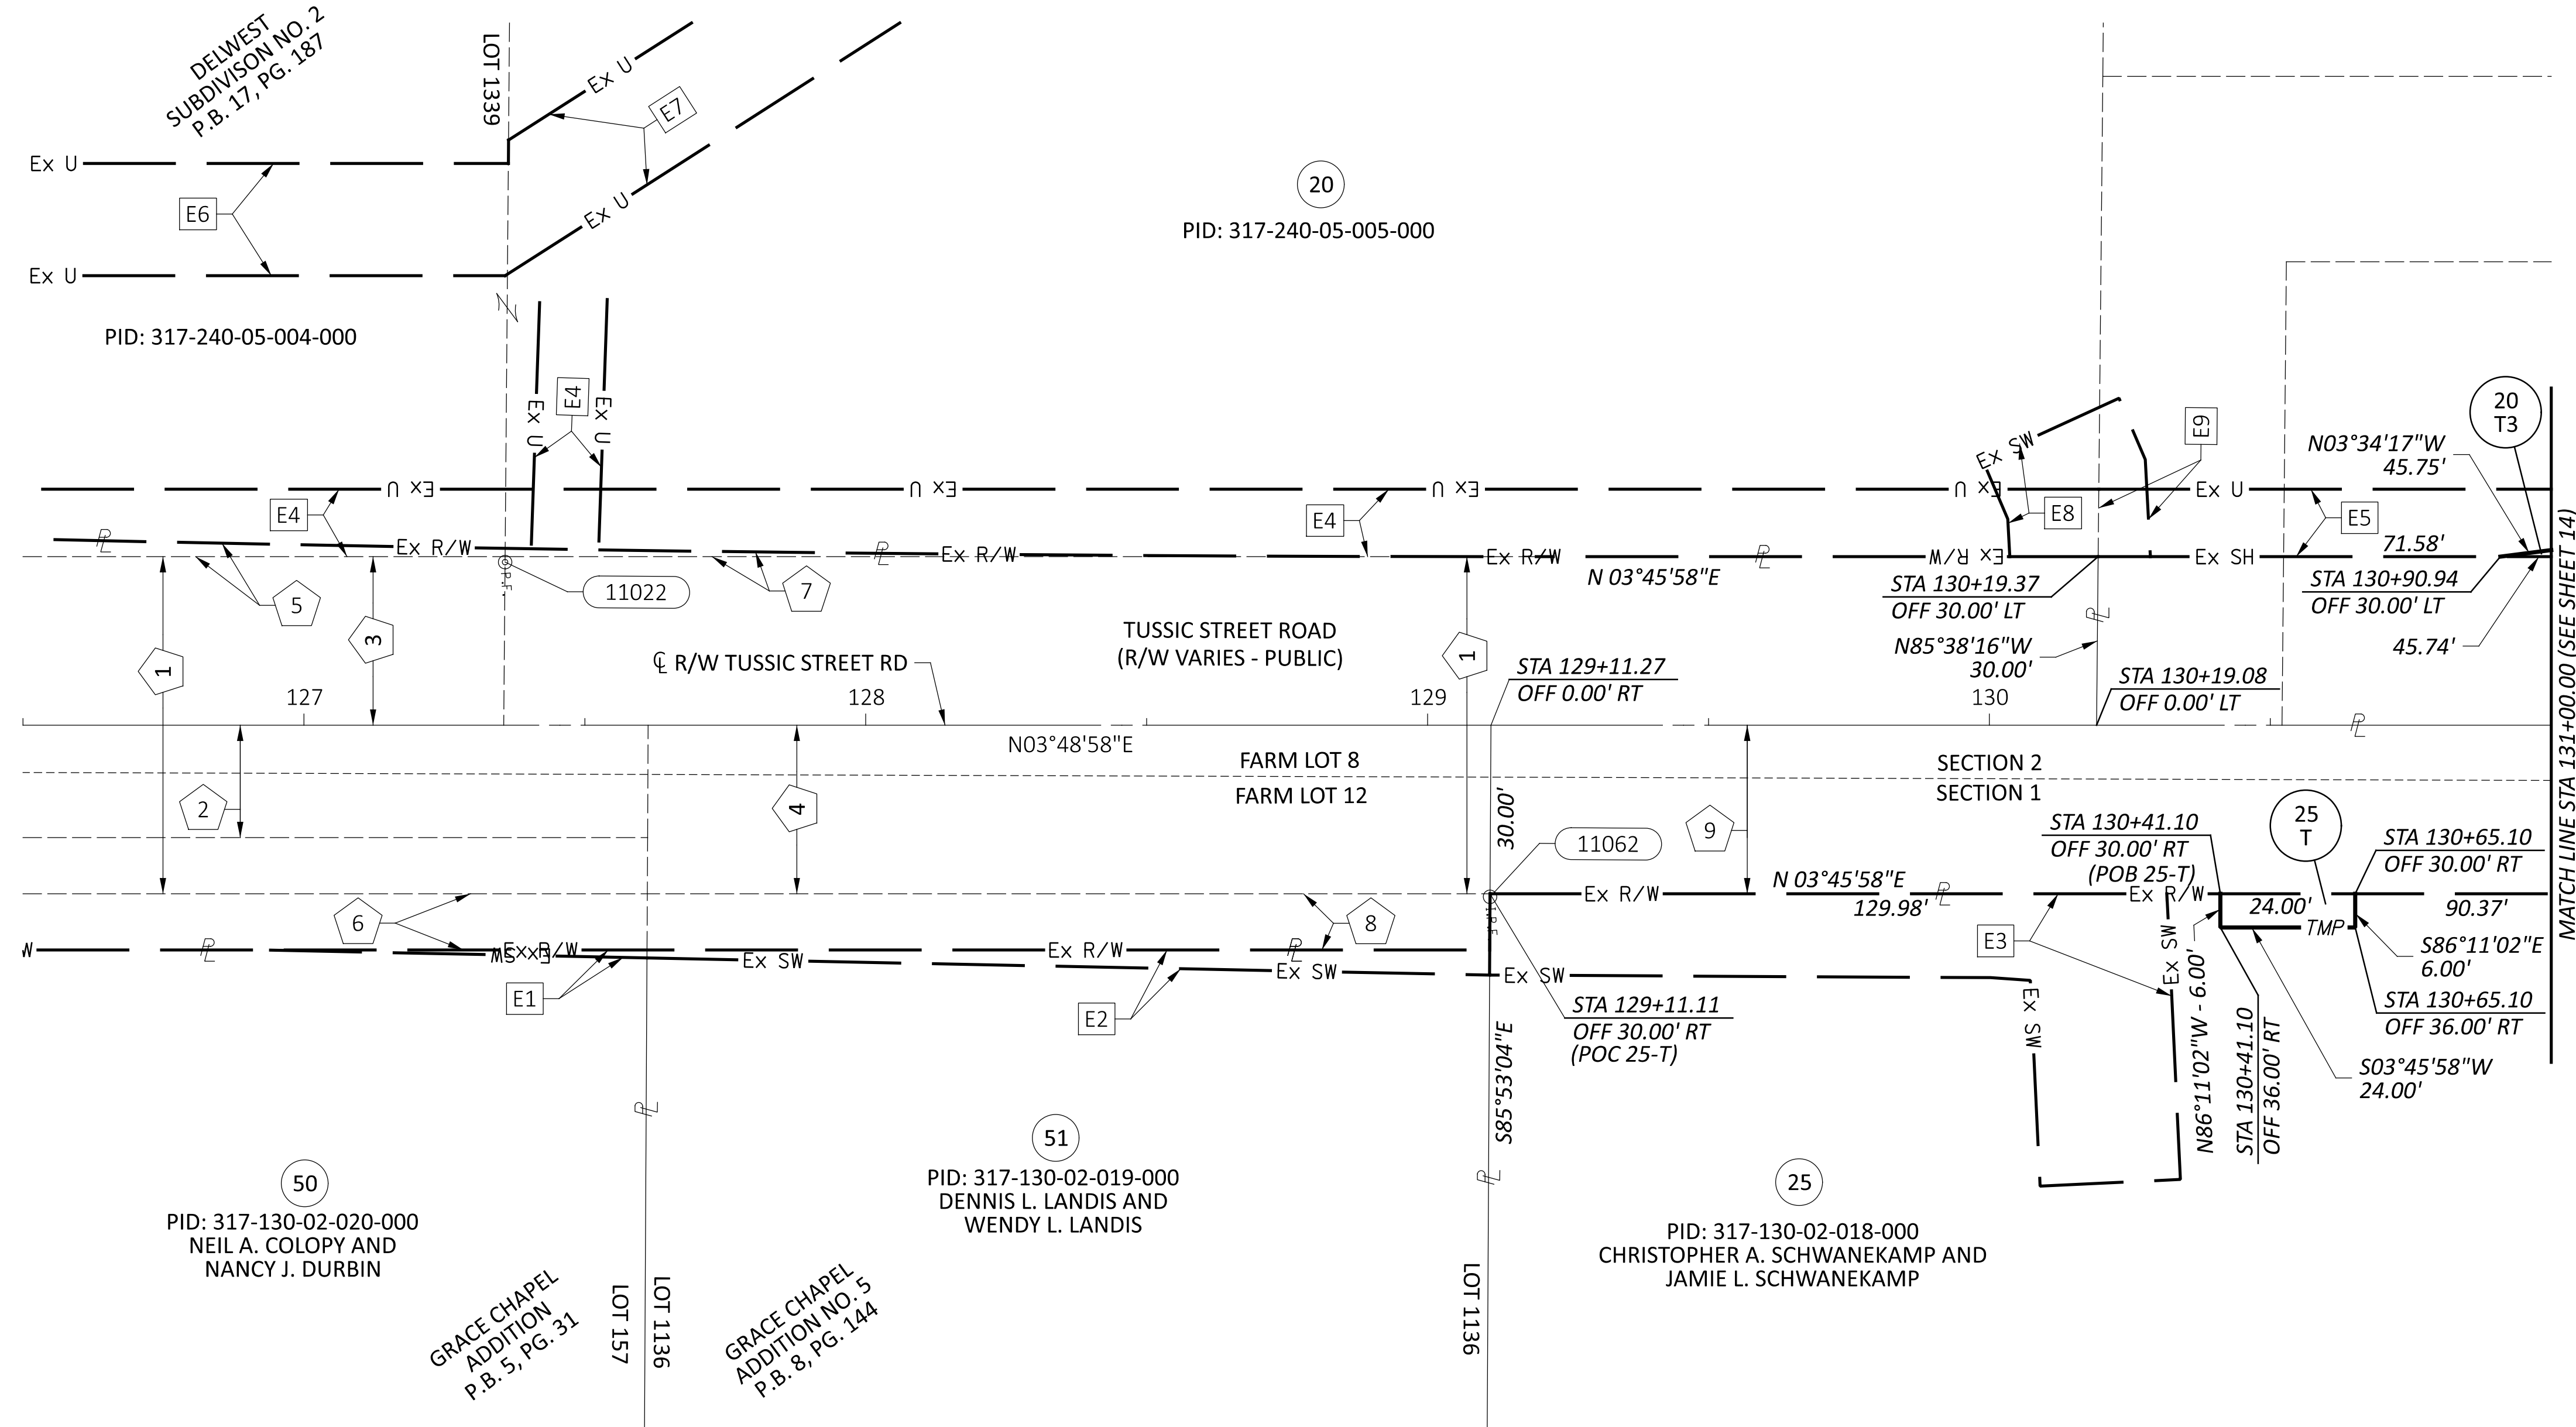 DELWEST
SUBDIVISON NO. 2
P.B. 17, PG. 187
LOT 1339
Ex U
Ex U
E7
Ex U
E6
Ex U
PID: 317-240-05-004-000
20
PID: 317-240-05-005-000
Ex U
E4
Ex U
Ex U
Ex U
Ex U
Ex U
Ex U
E4
E4
Ex SW
E8
E9
E5
20
T3
N03°34'17"W
45.75'
71.58'
Ex R/W
Ex R/W
Ex R/W
Ex R/W
Ex SH
PL
PL
PL
I.P.F.
11022
5
7
3
1
1
N 03°45'58"E
STA 130+19.37
OFF 30.00' LT
STA 130+90.94
OFF 30.00' LT
PL
N85°38'16"W
30.00'
45.74'
TUSSIC STREET ROAD
(R/W VARIES - PUBLIC)
CL R/W TUSSIC STREET RD
STA 129+11.27
OFF 0.00' RT
STA 130+19.08
OFF 0.00' LT
127
128
129
130
PL
N03°48'58"E
MATCH LINE STA 131+00.00 (SEE SHEET 14)
FARM LOT 8
FARM LOT 12
SECTION 2
SECTION 1
2
4
9
30.00'
11062
STA 130+41.10
OFF 30.00' RT
(POB 25-T)
25
T
STA 130+65.10
OFF 30.00' RT
Ex R/W
N 03°45'58"E
129.98'
PL
Ex R/W
24.00'
90.37'
TMP
6
8
W
PL
Ex R/W
Ex SW
Ex SW
Ex R/W
PL
Ex SW
Ex SW
E1
E2
E3
Ex SW
Ex SW
S86°11'02"E
6.00'
STA 130+65.10
OFF 36.00' RT
STA 129+11.11
OFF 30.00' RT
(POC 25-T)
S85°53'04"E
N86°11'02"W - 6.00'
STA 130+41.10
OFF 36.00' RT
S03°45'58"W
24.00'
PL
PL
50
PID: 317-130-02-020-000
NEIL A. COLOPY AND
NANCY J. DURBIN
51
PID: 317-130-02-019-000
DENNIS L. LANDIS AND
WENDY L. LANDIS
25
PID: 317-130-02-018-000
CHRISTOPHER A. SCHWANEKAMP AND
JAMIE L. SCHWANEKAMP
GRACE CHAPEL
ADDITION
P.B. 5, PG. 31
LOT 157
LOT 1136
GRACE CHAPEL
ADDITION NO. 5
P.B. 8, PG. 144
LOT 1136